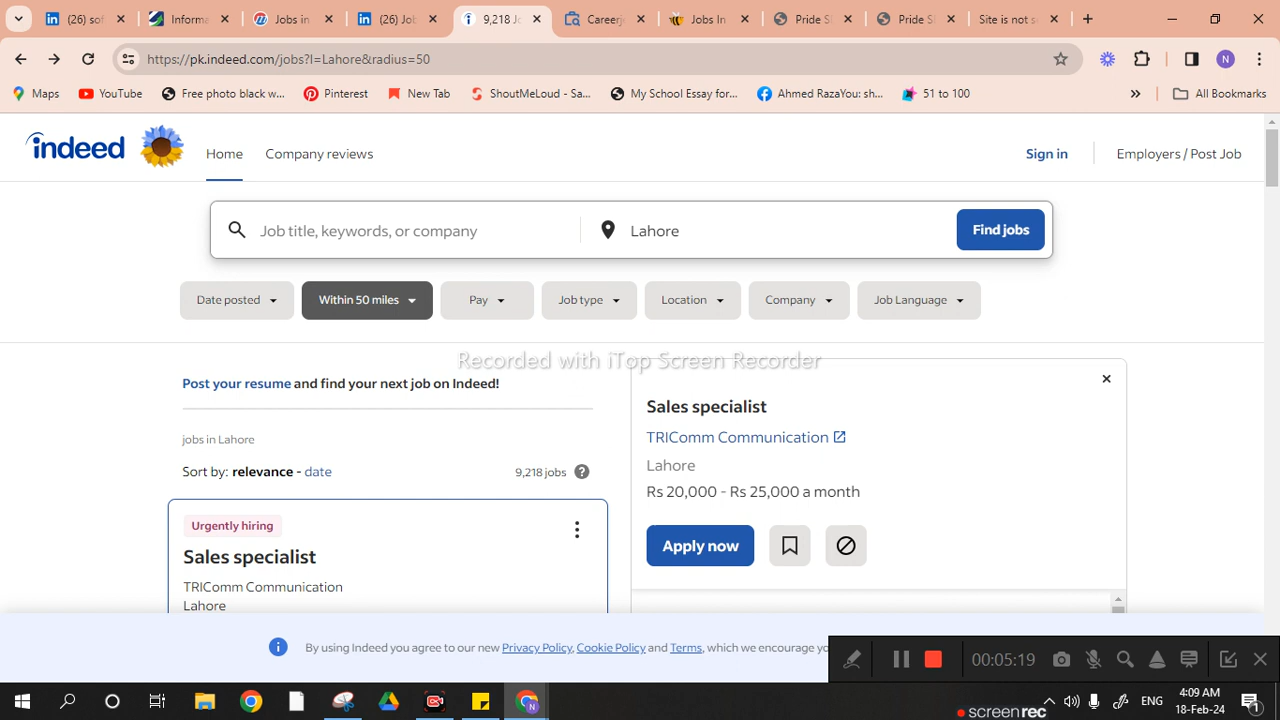 (26) sof
Informa
Jobs in
(26) Job
9,218 Jo
Careerje
Jobs In
Pride S
Pride S
Site is not s
https://pk.indeed.com/jobs?l=Lahore&radius=50
N
Maps
YouTube
Free photo black w...
Pinterest
New Tab
ShoutMeLoud - Sa...
My School Essay for...
Ahmed RazaYou: sh...
51 to 100
All Bookmarks
indeed
Home
Company reviews
Sign in
Employers / Post Job
Job title, keywords, or company
Lahore
Find jobs
Date posted
Within 50 miles
Pay
Job type
Location
Company
Job Language
Recorded with iTop Screen Recorder
Post your resume and find your next job on Indeed!
jobs in Lahore
Sort by: relevance - date
9,218 jobs
Urgently hiring
Sales specialist
TRIComm Communication
Lahore
Sales specialist
TRIComm Communication
Lahore
Rs 20,000 - Rs 25,000 a month
Apply now
By using Indeed you agree to our new Privacy Policy, Cookie Policy and Terms, which we encourage yo
00:05:19
ENG
4:09 AM
18-Feb-24
screen rec